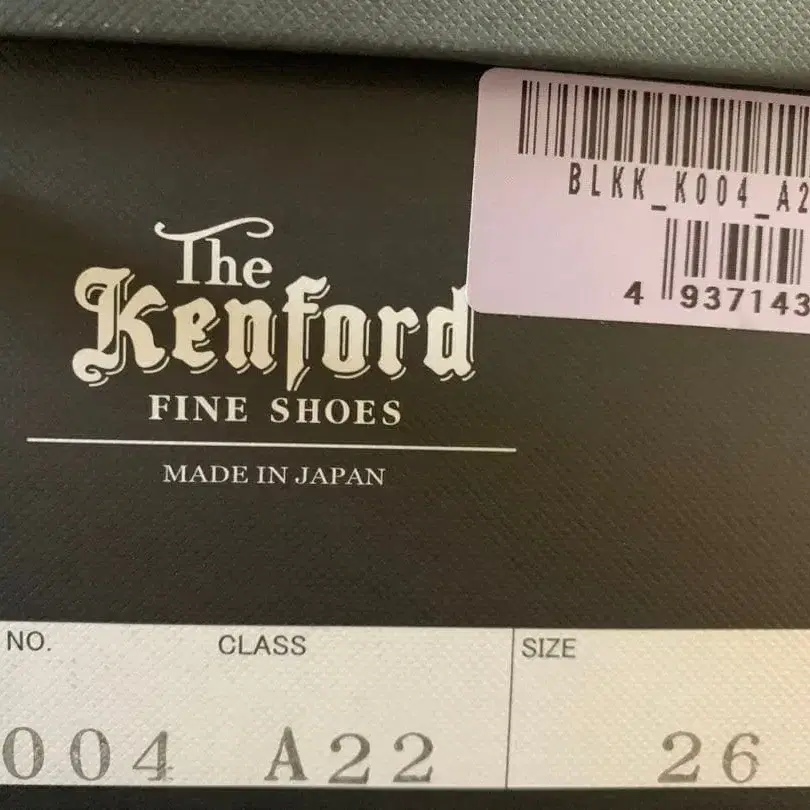 BLKK_K004_A2
4 937143
The
Kenford
FINE SHOES
MADE IN JAPAN
NO. CLASS SIZE
004 A22 26